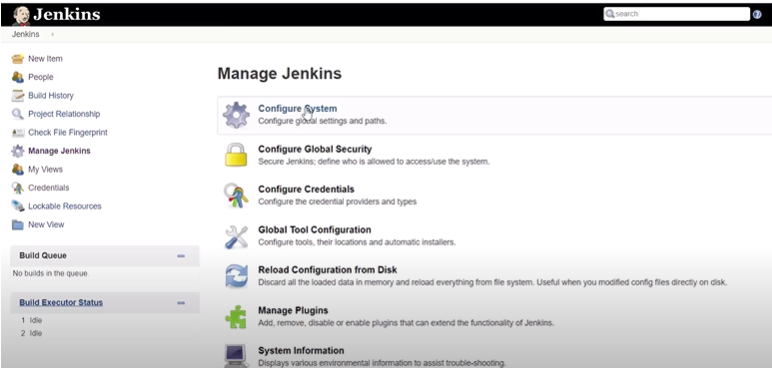 Jenkins
search
Jenkins
New Item
People
Build History
Project Relationship
Check File Fingerprint
Manage Jenkins
My Views
Credentials
Lockable Resources
New View
Build Queue
No builds in the queue.
Build Executor Status
1 Idle
2 Idle
Manage Jenkins
Configure System
Configure global settings and paths.
Configure Global Security
Secure Jenkins; define who is allowed to access/use the system.
Configure Credentials
Configure the credential providers and types
Global Tool Configuration
Configure tools, their locations and automatic installers.
Reload Configuration from Disk
Discard all the loaded data in memory and reload everything from file system. Useful when you modified config files directly on disk.
Manage Plugins
Add, remove, disable or enable plugins that can extend the functionality of Jenkins.
System Information
Displays various environmental information to assist trouble-shooting.